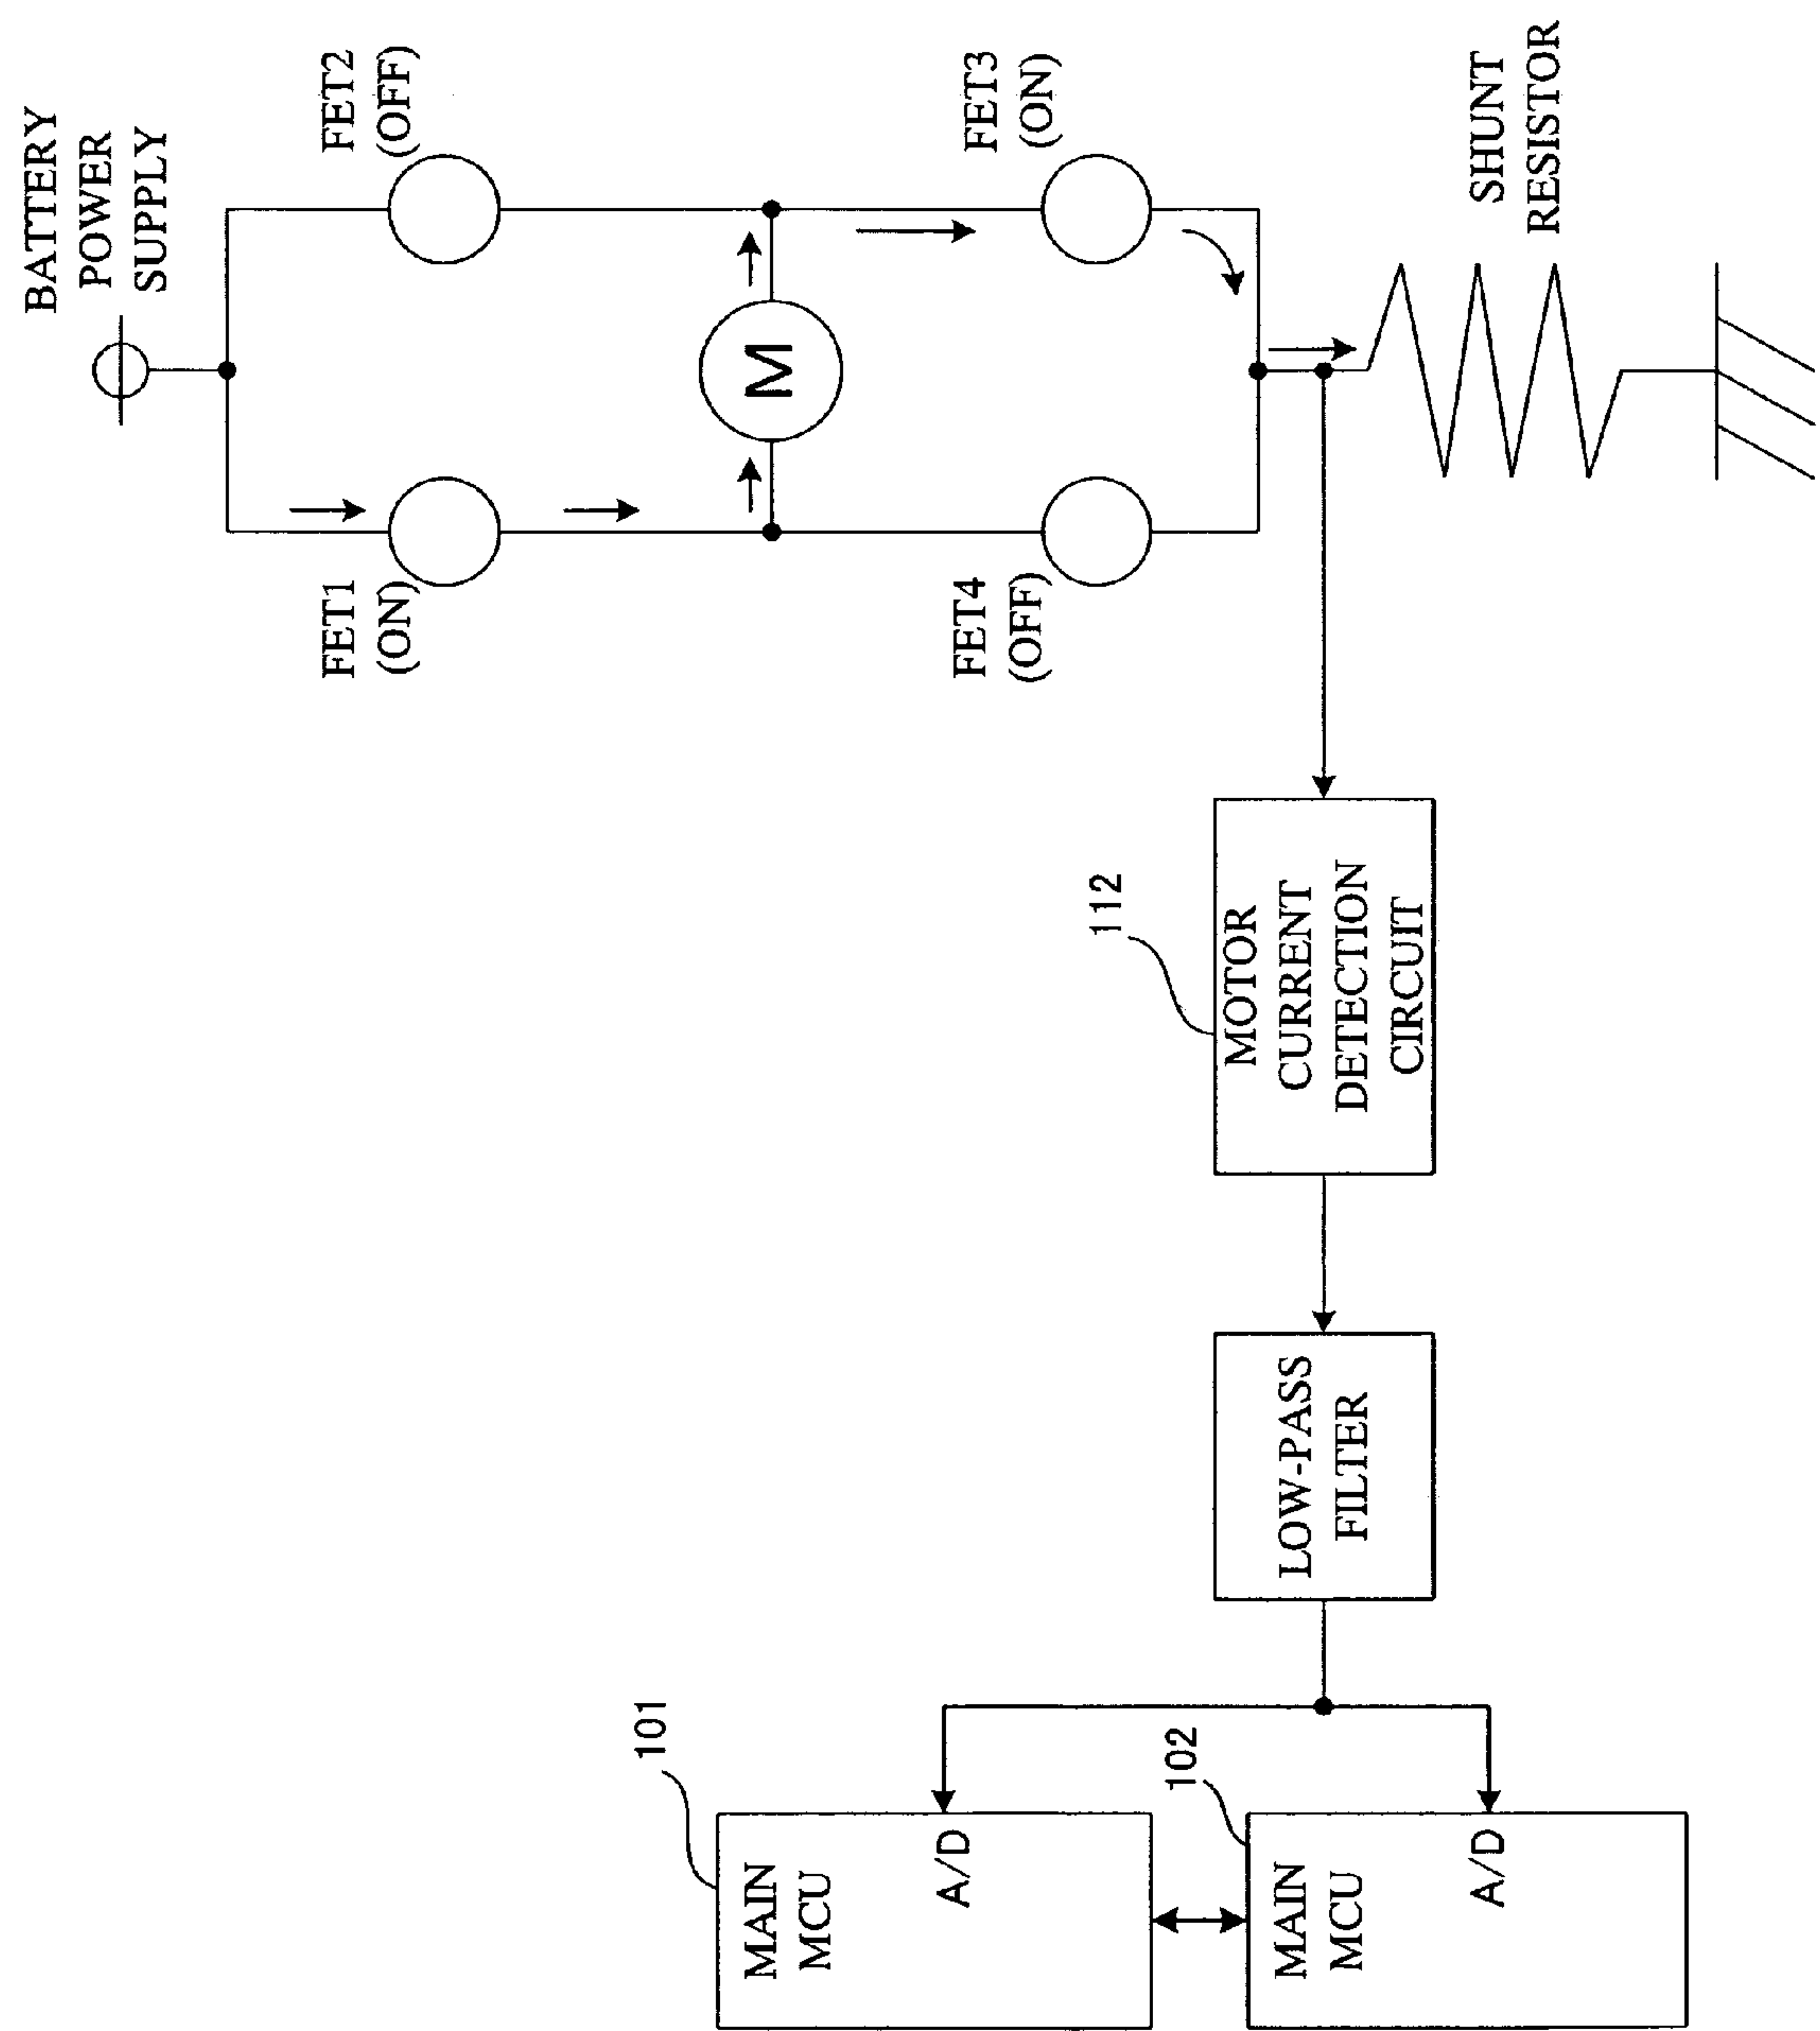 BATTERY
POWER
SUPPLY
FET1
(ON)
FET2
(OFF)
M
FET4
(OFF)
FET3
(ON)
SHUNT
RESISTOR
112
MOTOR
CURRENT
DETECTION
CIRCUIT
LOW-PASS
FILTER
101
MAIN
MCU
A/D
102
MAIN
MCU
A/D